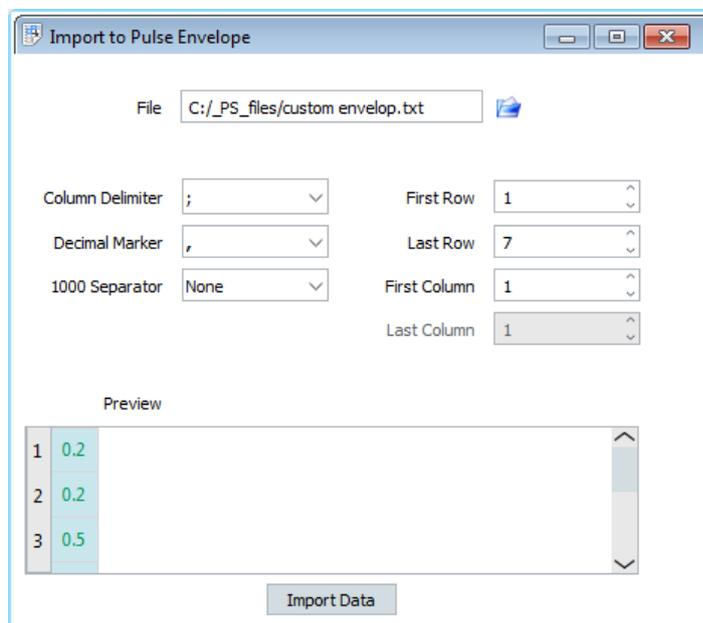 Import to Pulse Envelope
File C:/_PS_files/custom envelop.txt
Column Delimiter ; First Row 1
Decimal Marker , Last Row 7
1000 Separator None First Column 1
Last Column 1
Preview
1 0.2
2 0.2
3 0.5
Import Data